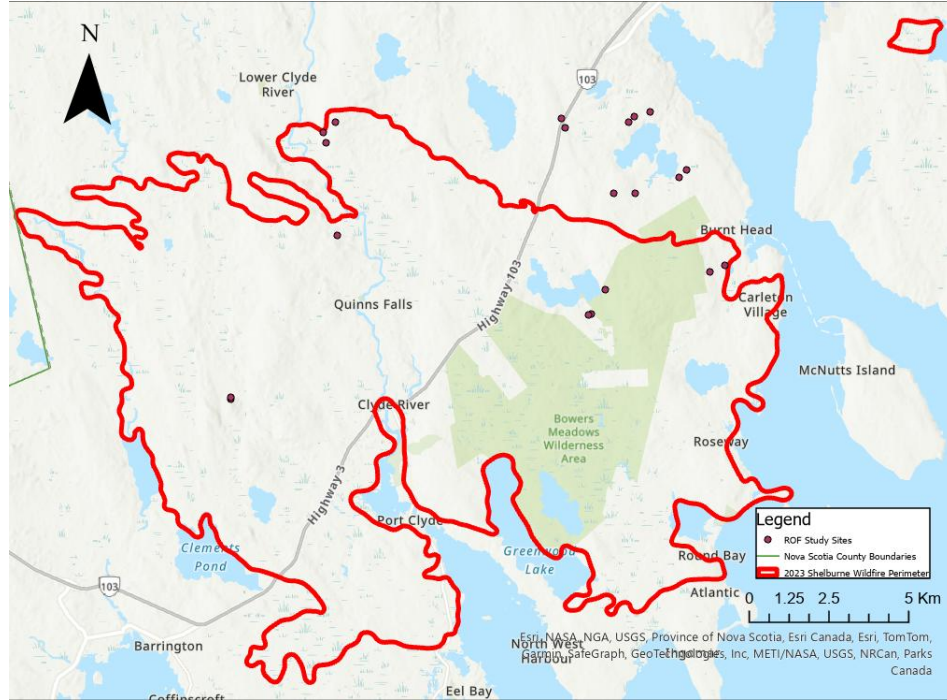 N
Lower Clyde
River
103
Burnt Head
Carleton
Village
Quinns Falls
Highway 103
McNutts Island
Clyde River
Bowers
Meadows
Wilderness
Area
Roseway
Highway 3
Port Clyde
Clements
Pond
Greenwood
Lake
Round Bay
Atlantic
103
Barrington
North West
Harbour
Eel Bay
Coffinscroft
Legend
ROF Study Sites
Nova Scotia County Boundaries
2023 Shelburne Wildfire Perimeter
0 1.25 2.5 5 Km
Esri, NASA, NGA, USGS, Province of Nova Scotia, Esri Canada, Esri, TomTom,
Garmin, SafeGraph, GeoTechnologies, Inc, METI/NASA, USGS, NRCan, Parks
Canada